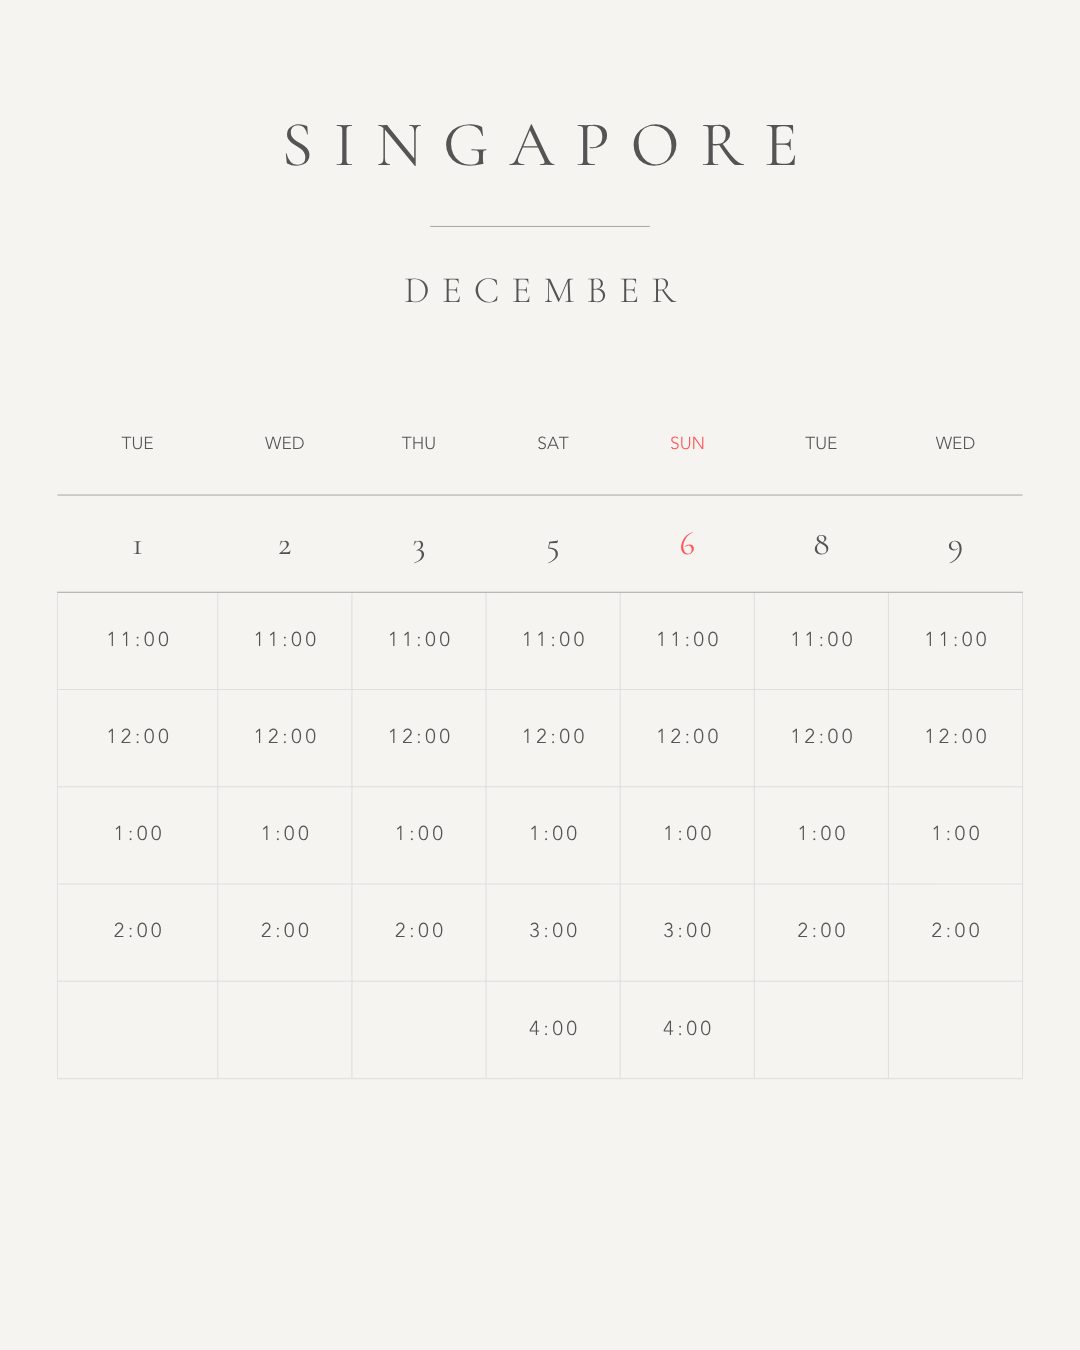 SINGAPORE
DECEMBER
TUE WED THU SAT SUN TUE WED
1 2 3 5 6 8 9
11:00 11:00 11:00 11:00 11:00 11:00 11:00
12:00 12:00 12:00 12:00 12:00 12:00 12:00
1:00 1:00 1:00 1:00 1:00 1:00 1:00
2:00 2:00 2:00 3:00 3:00 2:00 2:00
4:00 4:00